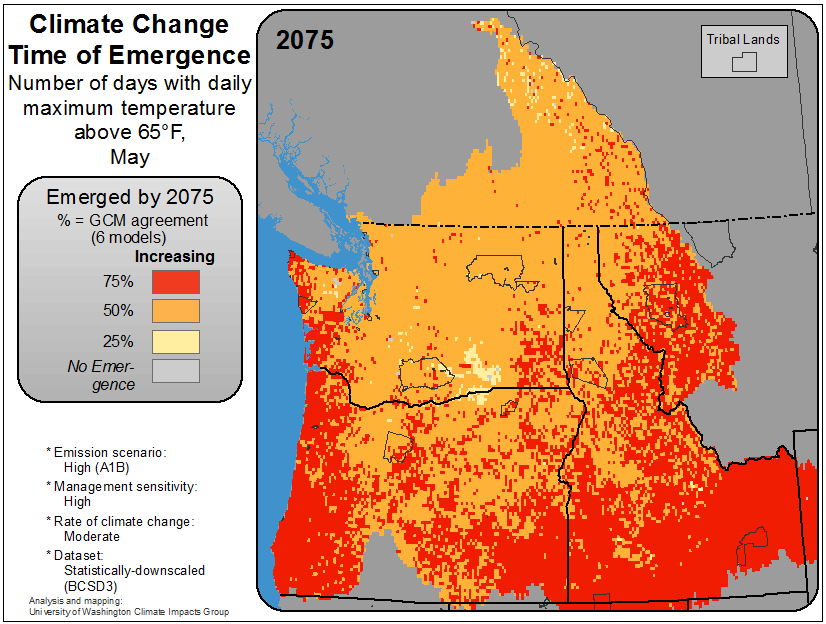 Climate Change
Time of Emergence
Number of days with daily
maximum temperature
above 65°F,
May
Emerged by 2075
% = GCM agreement
(6 models)
Increasing
75%
50%
25%
No Emer-
gence
* Emission scenario:
High (A1B)
* Management sensitivity:
High
* Rate of climate change:
Moderate
* Dataset:
Statistically-downscaled
(BCSD3)
Analysis and mapping:
University of Washington Climate Impacts Group
2075
Tribal Lands